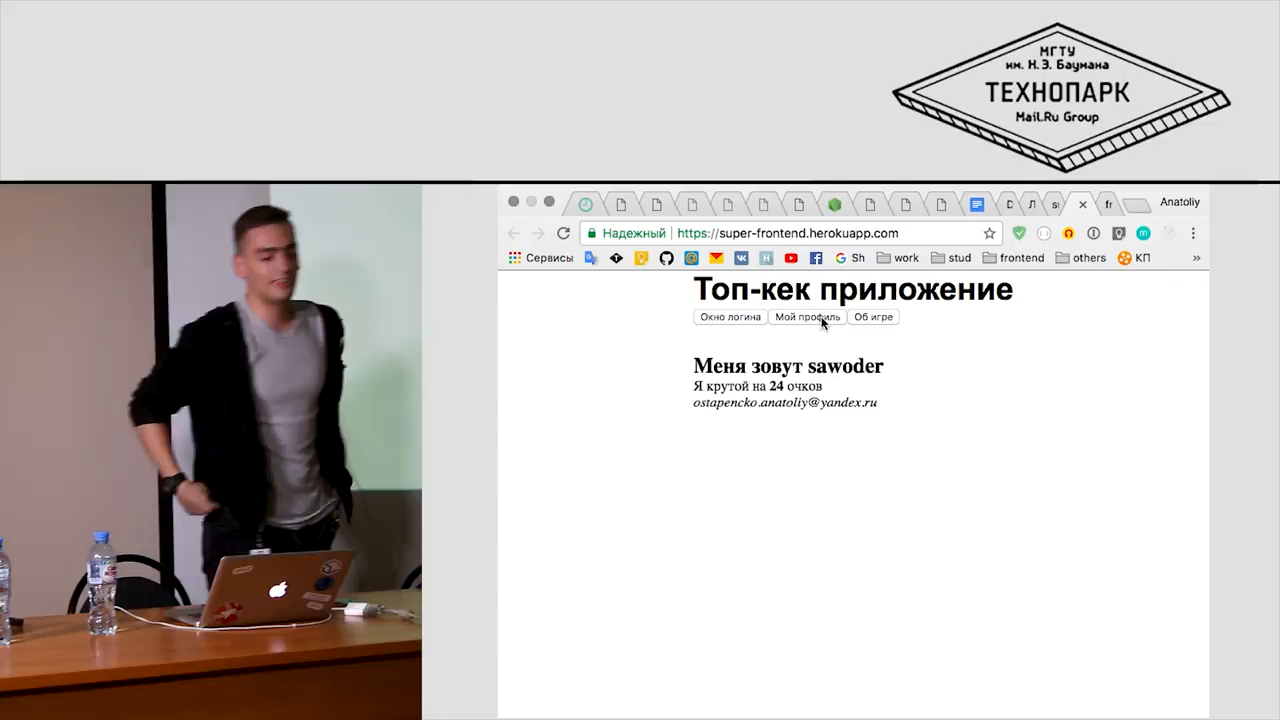 МГТУ
им. Н.Э. Баумана
ТЕХНОПАРК
Mail.Ru Group
Anatoliy
Надежный
https://super-frontend.herokuapp.com
Сервисы
Sh
work
stud
frontend
others
КП
Топ-кек приложение
Окно логина
Мой профиль
Об игре
Меня зовут sawoder
Я крутой на 24 очков
ostapencko.anatoliy@yandex.ru